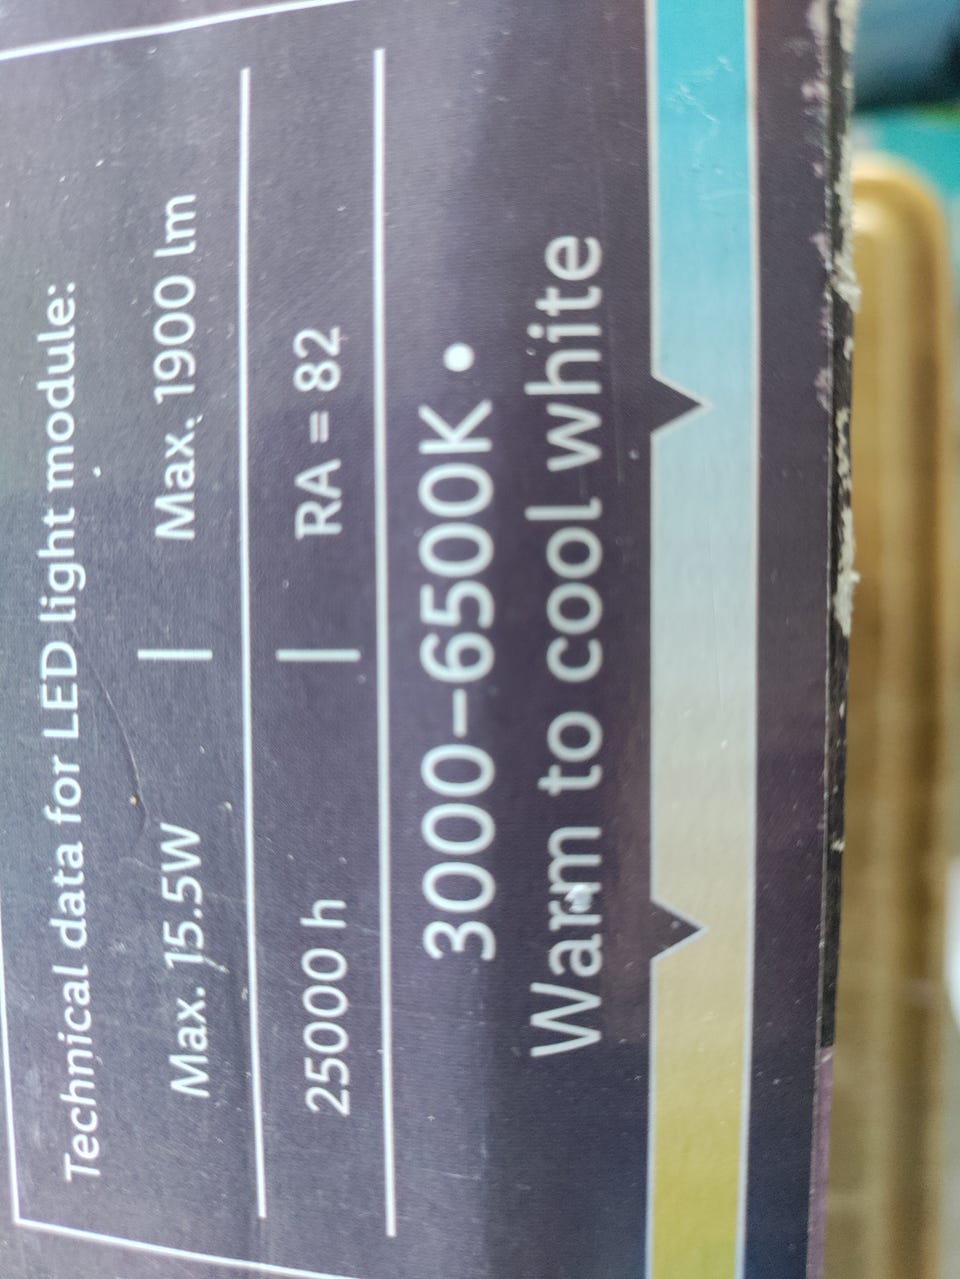 Technical data for LED light module:
Max. 15.5W | Max. 1900 lm
25000 h | RA = 82
3000–6500K •
Warm to cool white